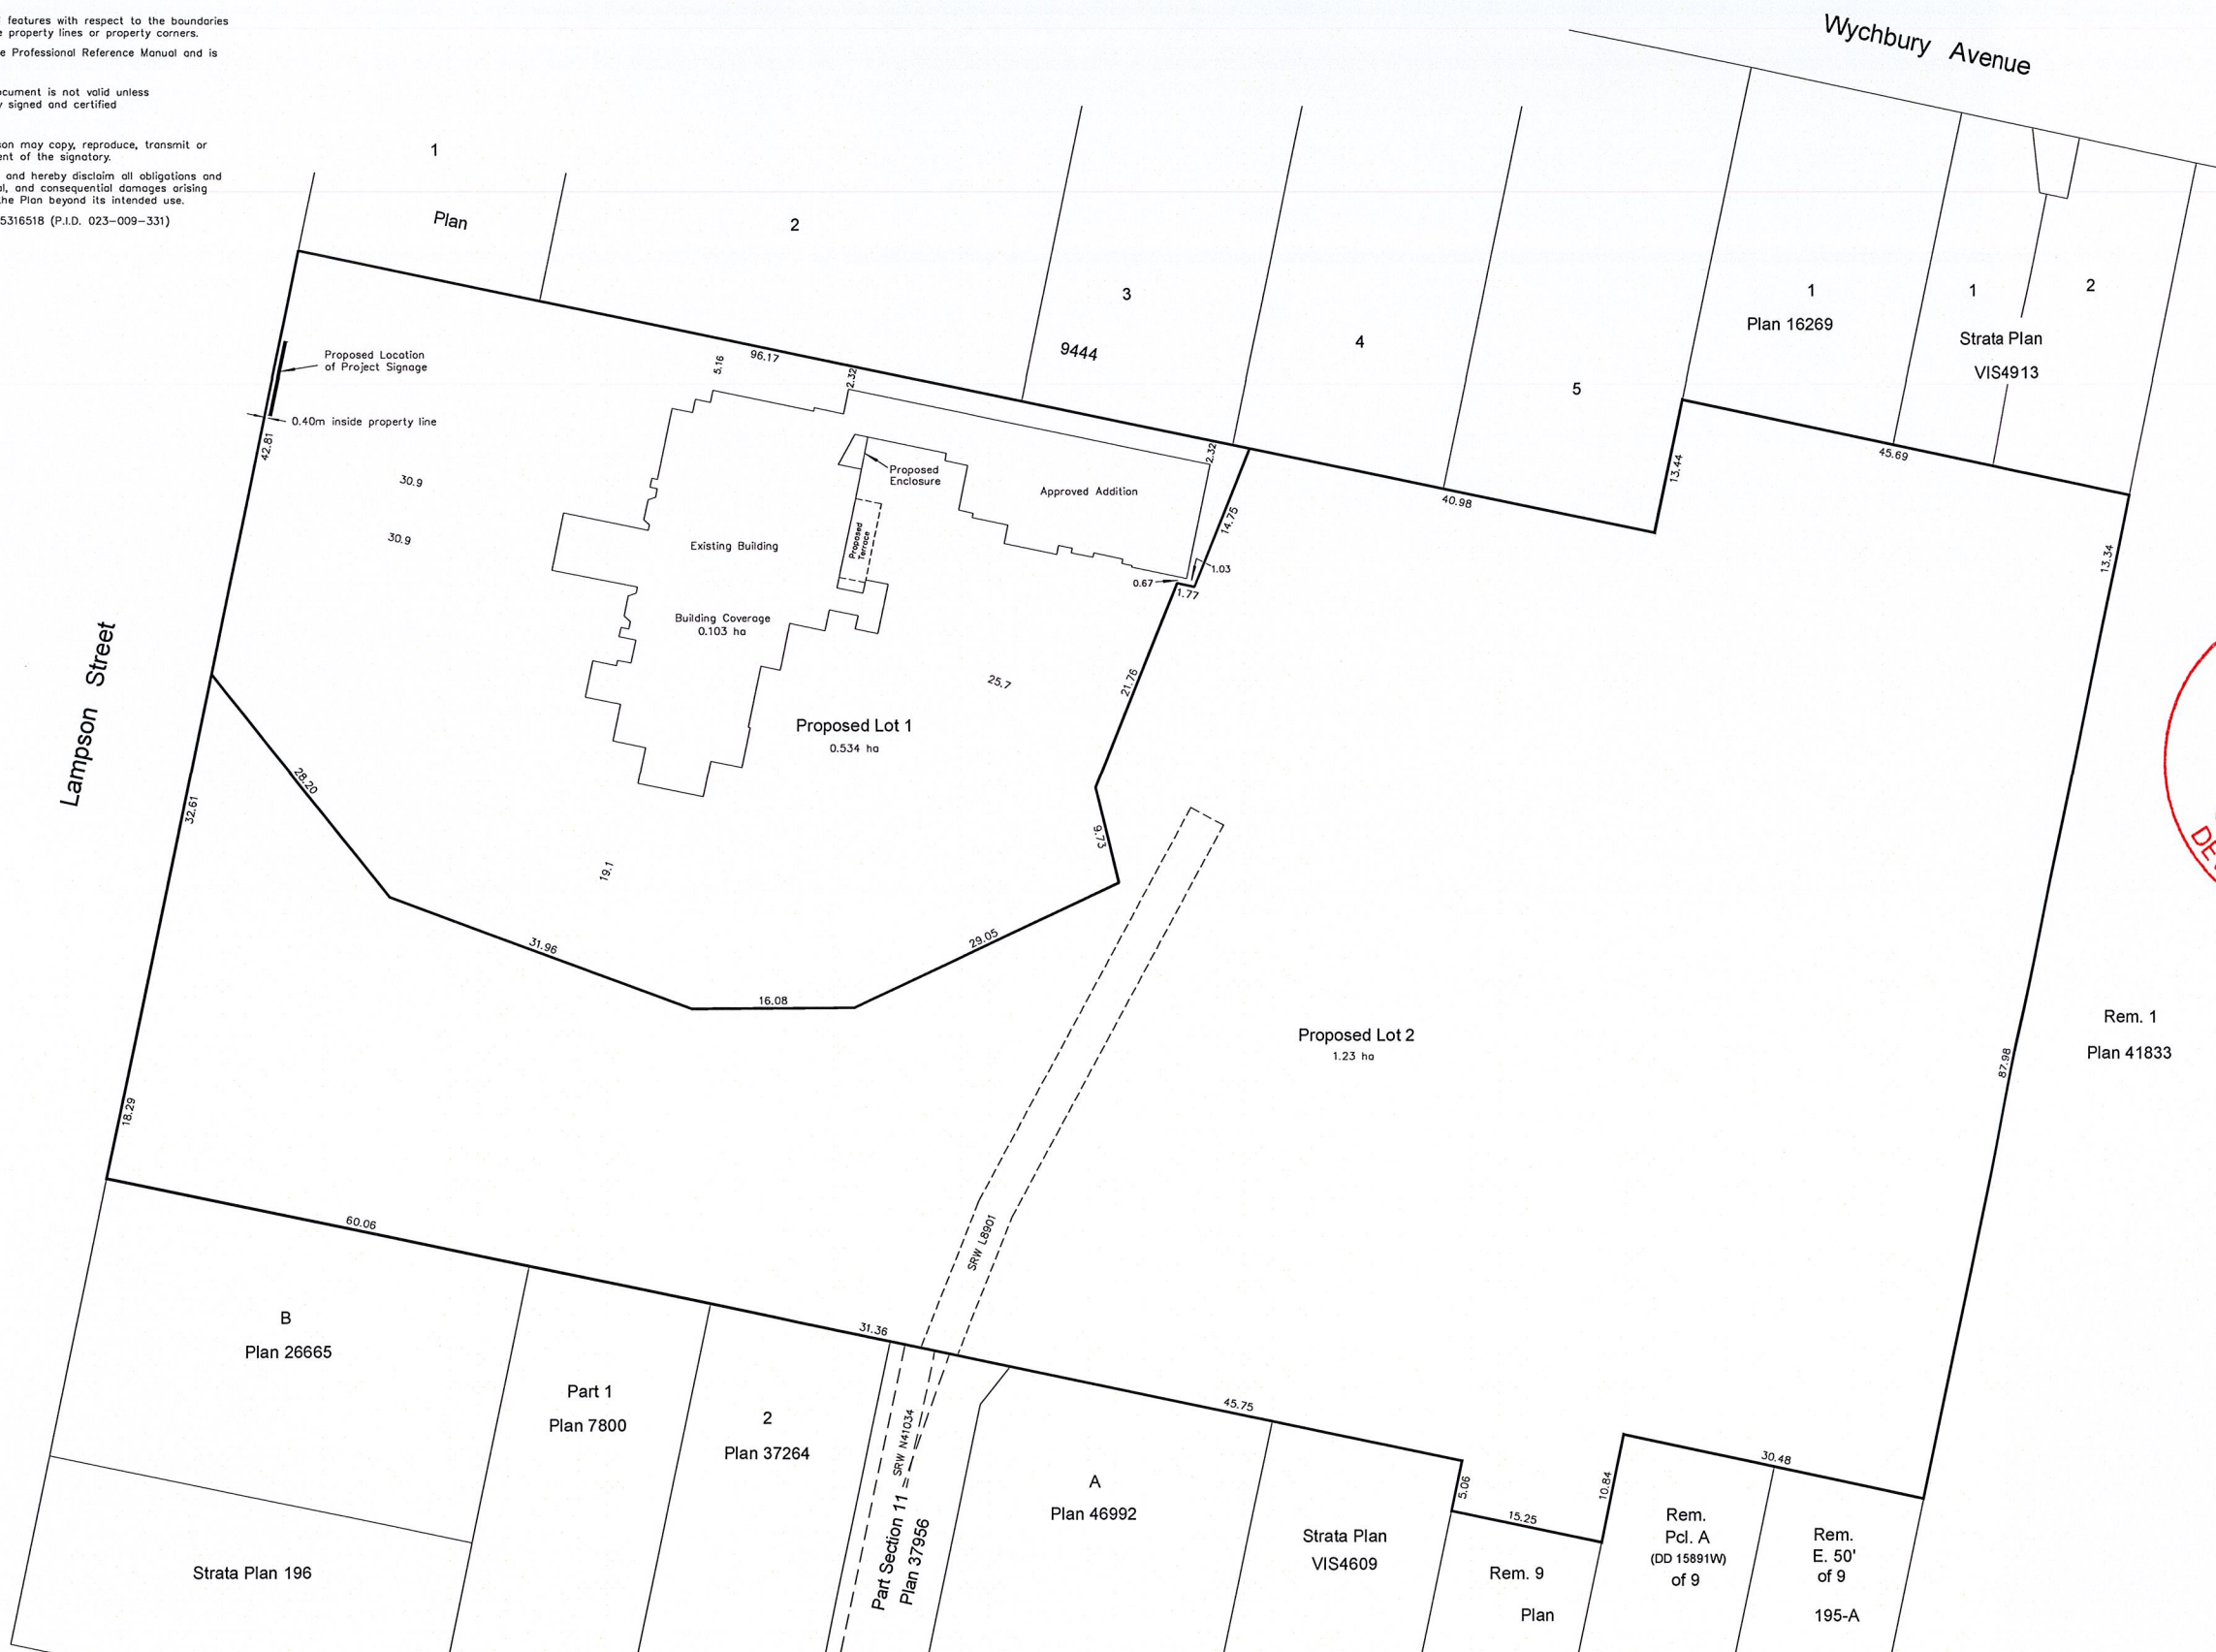 features with respect to the boundaries
property lines or property corners.
Professional Reference Manual and is
document is not valid unless
signed and certified
may copy, reproduce, transmit or
of the signatory.
and hereby disclaim all obligations and
and consequential damages arising
the Plan beyond its intended use.
5316518 (P.I.D. 023-009-331)
Wychbury Avenue
1
Plan
2
3
9444
4
5
1
Plan 16269
1
Strata Plan
VIS4913
2
Proposed Location
of Project Signage
0.40m inside property line
42.81
96.17
5.16
2.32
2.32
40.98
13.44
45.69
13.34
30.9
30.9
Proposed
Enclosure
Approved Addition
Existing Building
Proposed
Terrace
14.75
1.03
0.67
1.77
Building Coverage
0.103 ha
25.7
21.76
Proposed Lot 1
0.534 ha
Lampson Street
28.20
32.61
9.73
19.1
31.96
16.08
29.05
Proposed Lot 2
1.23 ha
Rem. 1
Plan 41833
87.98
18.29
60.06
SRW L8901
31.36
45.75
5.06
15.25
10.84
30.48
B
Plan 26665
Part 1
Plan 7800
2
Plan 37264
SRW N41034
Part Section 11
Plan 37956
A
Plan 46992
Strata Plan
VIS4609
Rem. 9
Plan
Rem.
Pcl. A
(DD 15891W)
of 9
Rem.
E. 50'
of 9
195-A
Strata Plan 196